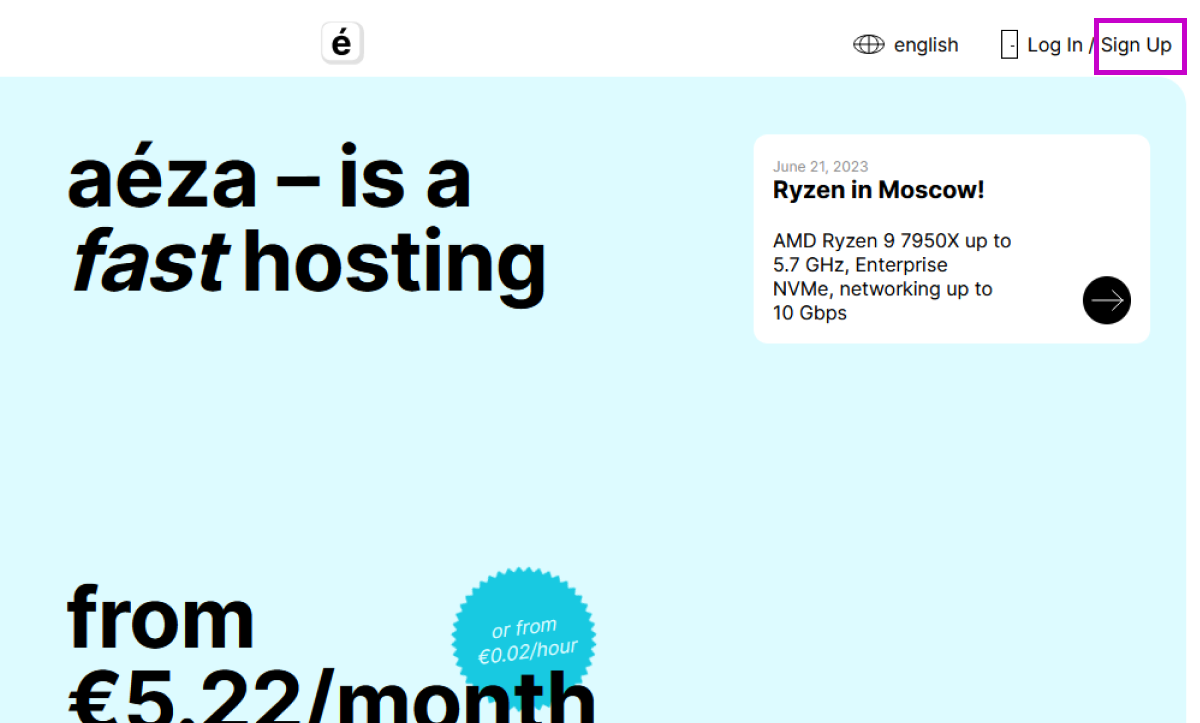 é
english
Log In / Sign Up
aéza – is a
fast hosting
June 21, 2023
Ryzen in Moscow!
AMD Ryzen 9 7950X up to
5.7 GHz, Enterprise
NVMe, networking up to
10 Gbps
from
or from
€0.02/hour
€5.22/month